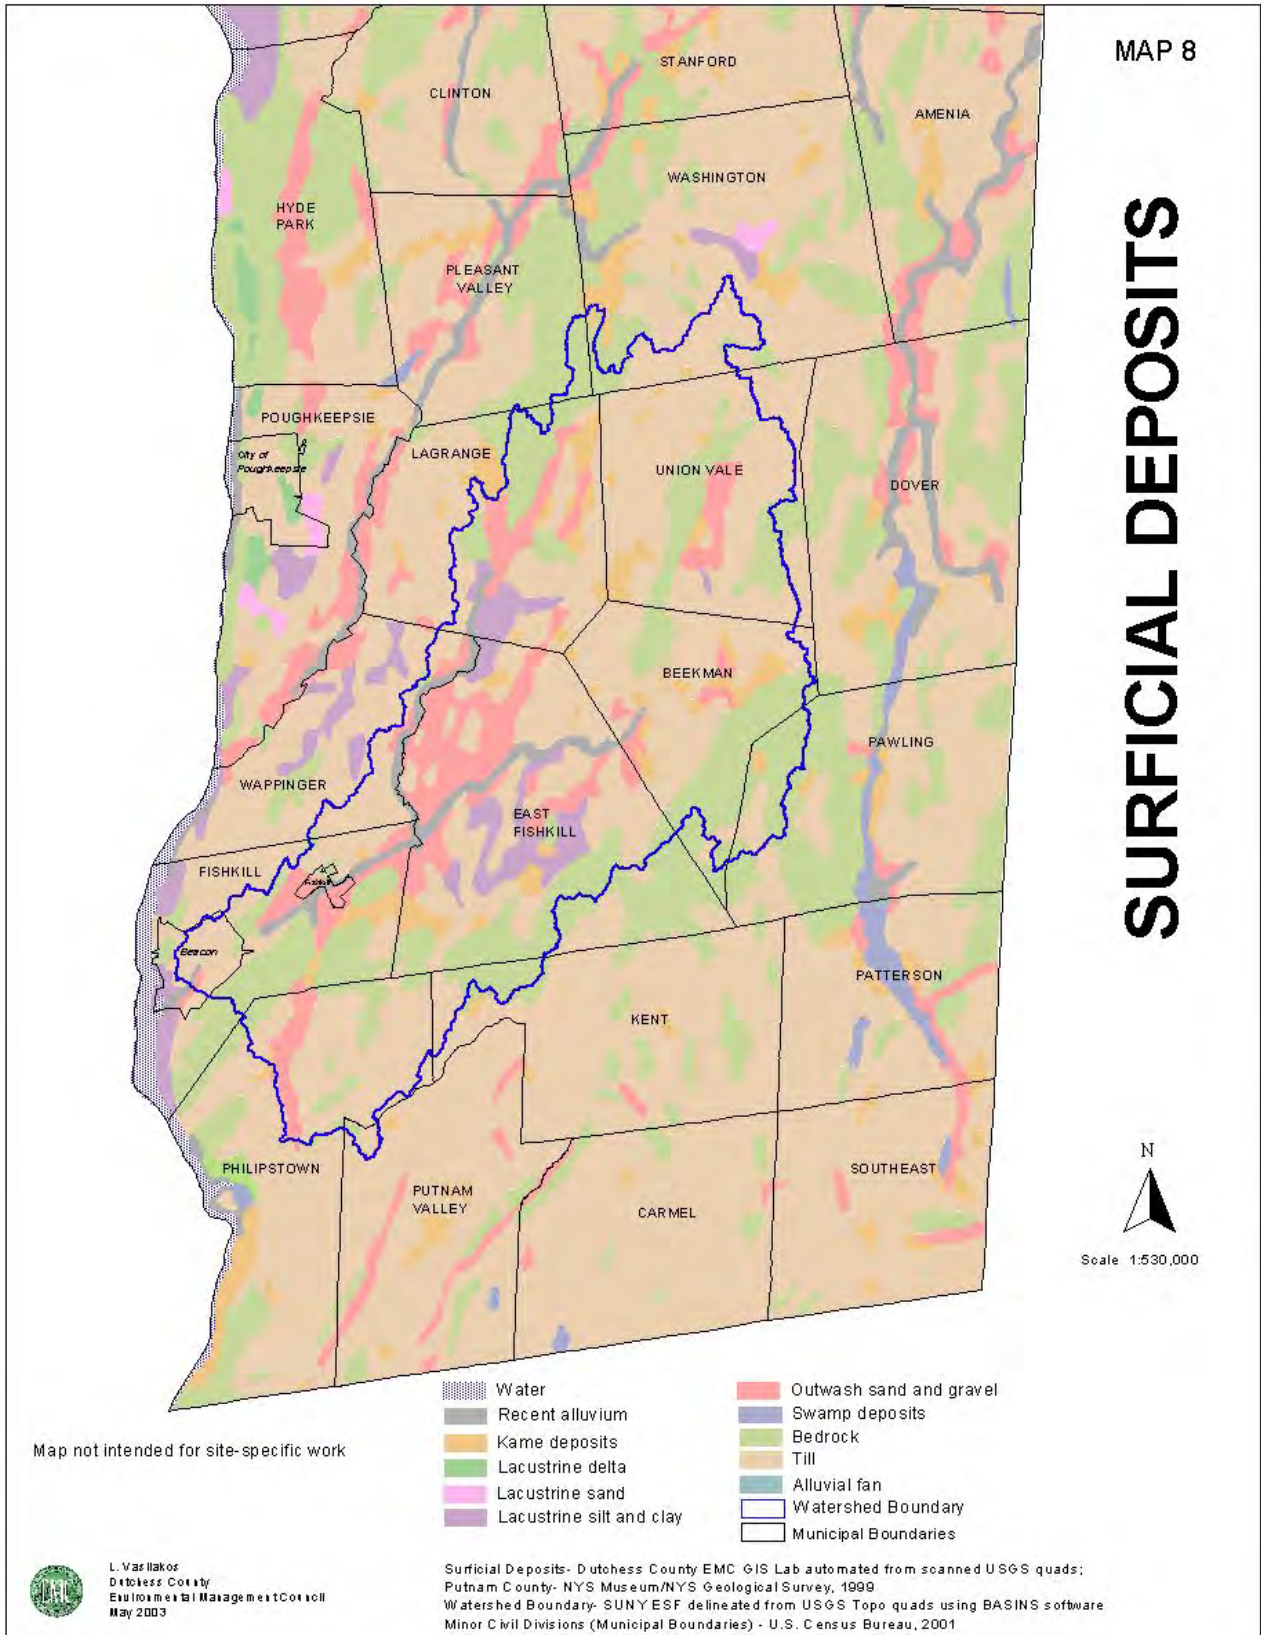 MAP 8
SURFICIAL DEPOSITS
STANFORD
CLINTON
AMENIA
WASHINGTON
HYDE
PARK
PLEASANT
VALLEY
POUGHKEEPSIE
City of
Poughkeepsie
LAGRANGE
UNION VALE
DOVER
BEEKMAN
PAWLING
WAPPINGER
EAST
FISHKILL
FISHKILL
Beacon
PATTERSON
KENT
PHILIPSTOWN
PUTNAM
VALLEY
CARMEL
SOUTHEAST
N
Scale 1:530,000
Water
Recent alluvium
Kame deposits
Lacustrine delta
Lacustrine sand
Lacustrine silt and clay
Outwash sand and gravel
Swamp deposits
Bedrock
Till
Alluvial fan
Watershed Boundary
Municipal Boundaries
Map not intended for site-specific work
EMC
L. Vasilakos
Dutchess County
Environmental Management Council
May 2003
Surficial Deposits- Dutchess County EMC GIS Lab automated from scanned USGS quads;
Putnam County- NYS Museum/NYS Geological Survey, 1999
Watershed Boundary- SUNY ESF delineated from USGS Topo quads using BASINS software
Minor Civil Divisions (Municipal Boundaries) - U.S. Census Bureau, 2001